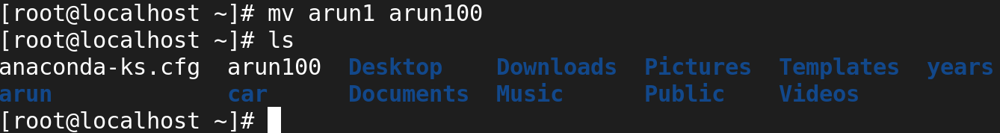 [root@localhost ~]# mv arun1 arun100
[root@localhost ~]# ls
anaconda-ks.cfg  arun100  Desktop    Downloads  Pictures  Templates  years
arun             car      Documents  Music      Public    Videos
[root@localhost ~]#